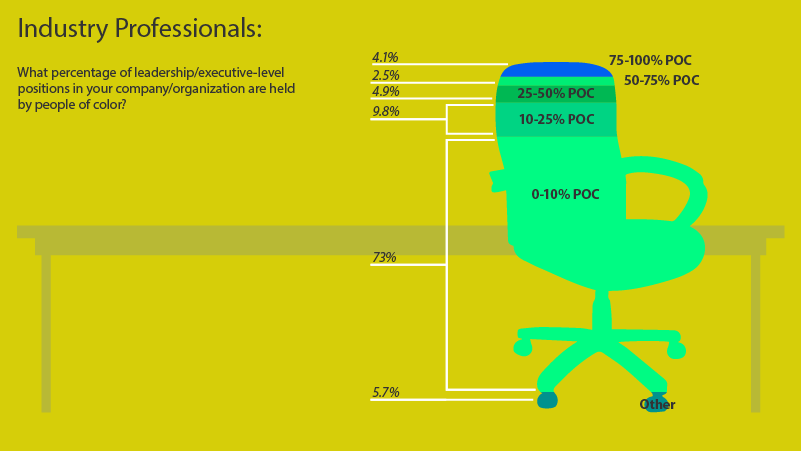 Industry Professionals:
What percentage of leadership/executive-level
positions in your company/organization are held
by people of color?
4.1%
75-100% POC
2.5%
50-75% POC
4.9%
25-50% POC
9.8%
10-25% POC
0-10% POC
73%
5.7%
Other